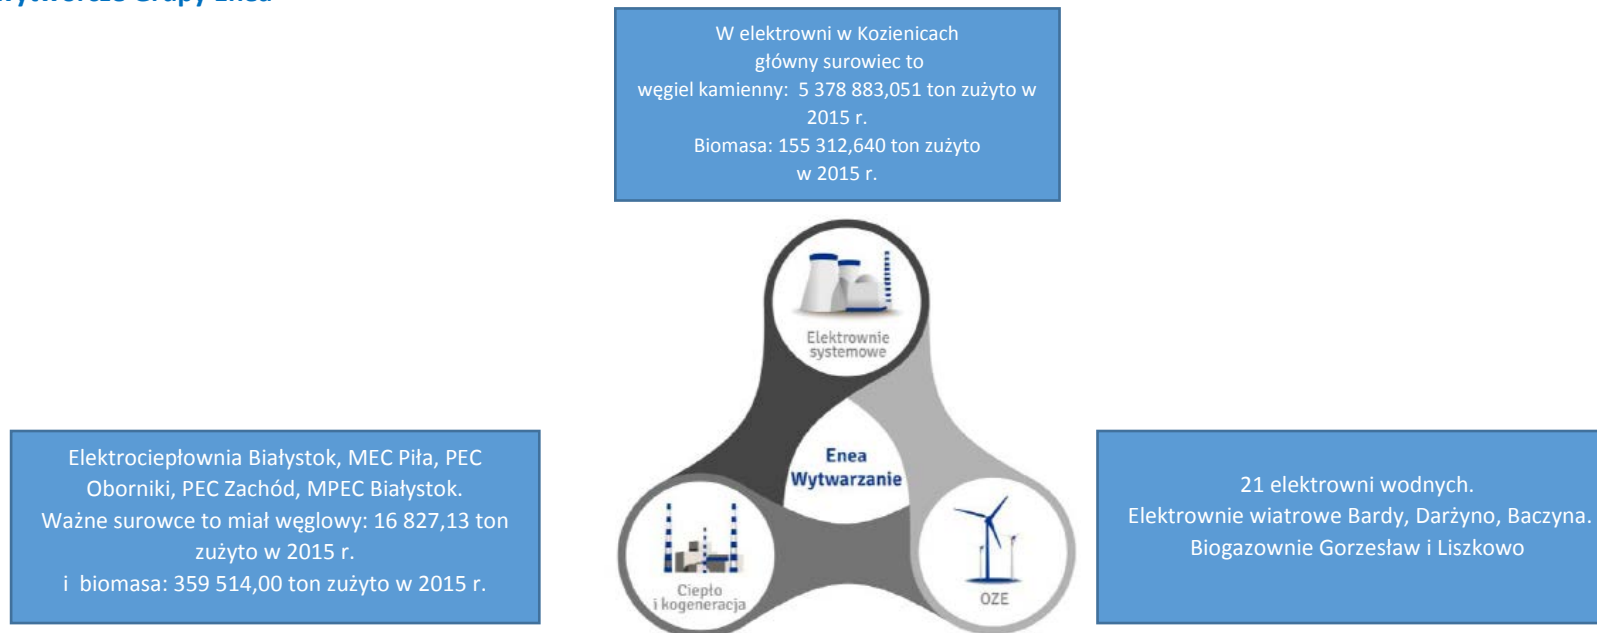 Grupy Enea
W elektrowni w Kozienicach
główny surowiec to
węgiel kamienny: 5 378 883,051 ton zużyto w
2015 r.
Biomasa: 155 312,640 ton zużyto
w 2015 r.
Elektrownie
systemowe
Elektrociepłownia Białystok, MEC Piła, PEC
Oborniki, PEC Zachód, MPEC Białystok.
Ważne surowce to miał węglowy: 16 827,13 ton
zużyto w 2015 r.
i biomasa: 359 514,00 ton zużyto w 2015 r.
Enea
Wytwarzanie
21 elektrowni wodnych.
Elektrownie wiatrowe Bardy, Darżyno, Baczyna.
Biogazownie Gorzesław i Liszkowo
Ciepło
i kogeneracja
OZE